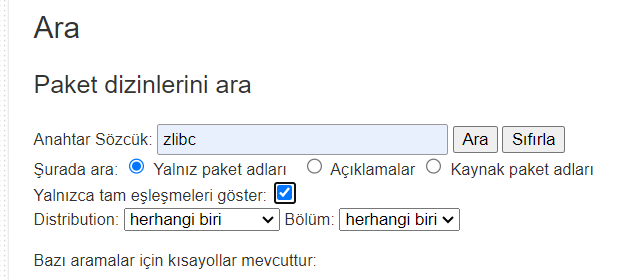 Ara
Paket dizinlerini ara
Anahtar Sözcük: zlibc Ara Sıfırla
Şurada ara: Yalnız paket adları Açıklamalar Kaynak paket adları
Yalnızca tam eşleşmeleri göster:
Distribution: herhangi biri Bölüm: herhangi biri
Bazı aramalar için kısayollar mevcuttur: